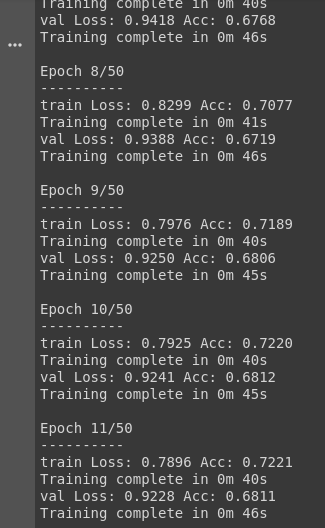 Training complete in 0m 40s
val Loss: 0.9418 Acc: 0.6768
Training complete in 0m 46s
Epoch 8/50
----------
train Loss: 0.8299 Acc: 0.7077
Training complete in 0m 41s
val Loss: 0.9388 Acc: 0.6719
Training complete in 0m 46s
Epoch 9/50
----------
train Loss: 0.7976 Acc: 0.7189
Training complete in 0m 40s
val Loss: 0.9250 Acc: 0.6806
Training complete in 0m 45s
Epoch 10/50
----------
train Loss: 0.7925 Acc: 0.7220
Training complete in 0m 40s
val Loss: 0.9241 Acc: 0.6812
Training complete in 0m 45s
Epoch 11/50
----------
train Loss: 0.7896 Acc: 0.7221
Training complete in 0m 40s
val Loss: 0.9228 Acc: 0.6811
Training complete in 0m 46s